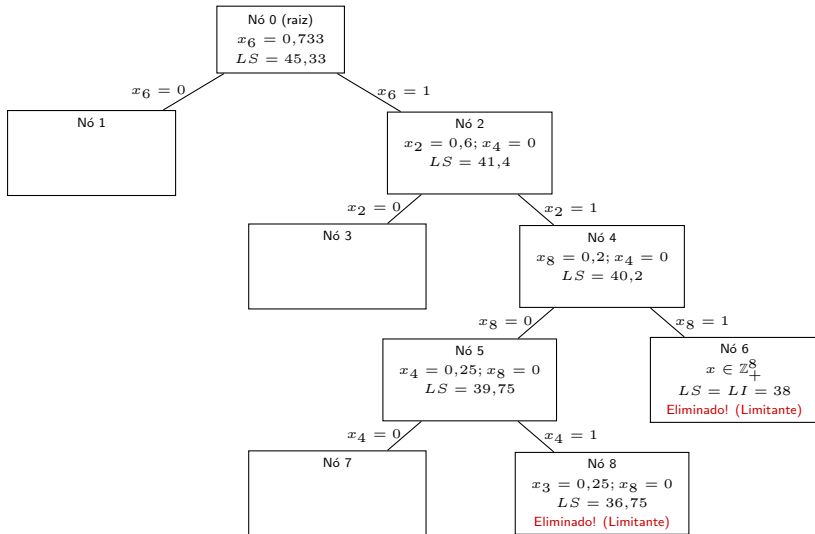 Nó 0 (raiz)
x₆ = 0,733
LS = 45,33
x₆ = 0
x₆ = 1
Nó 1
Nó 2
x₂ = 0,6; x₄ = 0
LS = 41,4
x₂ = 0
x₂ = 1
Nó 3
Nó 4
x₈ = 0,2; x₄ = 0
LS = 40,2
x₈ = 0
x₈ = 1
Nó 5
x₄ = 0,25; x₈ = 0
LS = 39,75
Nó 6
x ∈ ℤ⁸₊
LS = LI = 38
Eliminado! (Limitante)
x₄ = 0
x₄ = 1
Nó 7
Nó 8
x₃ = 0,25; x₈ = 0
LS = 36,75
Eliminado! (Limitante)